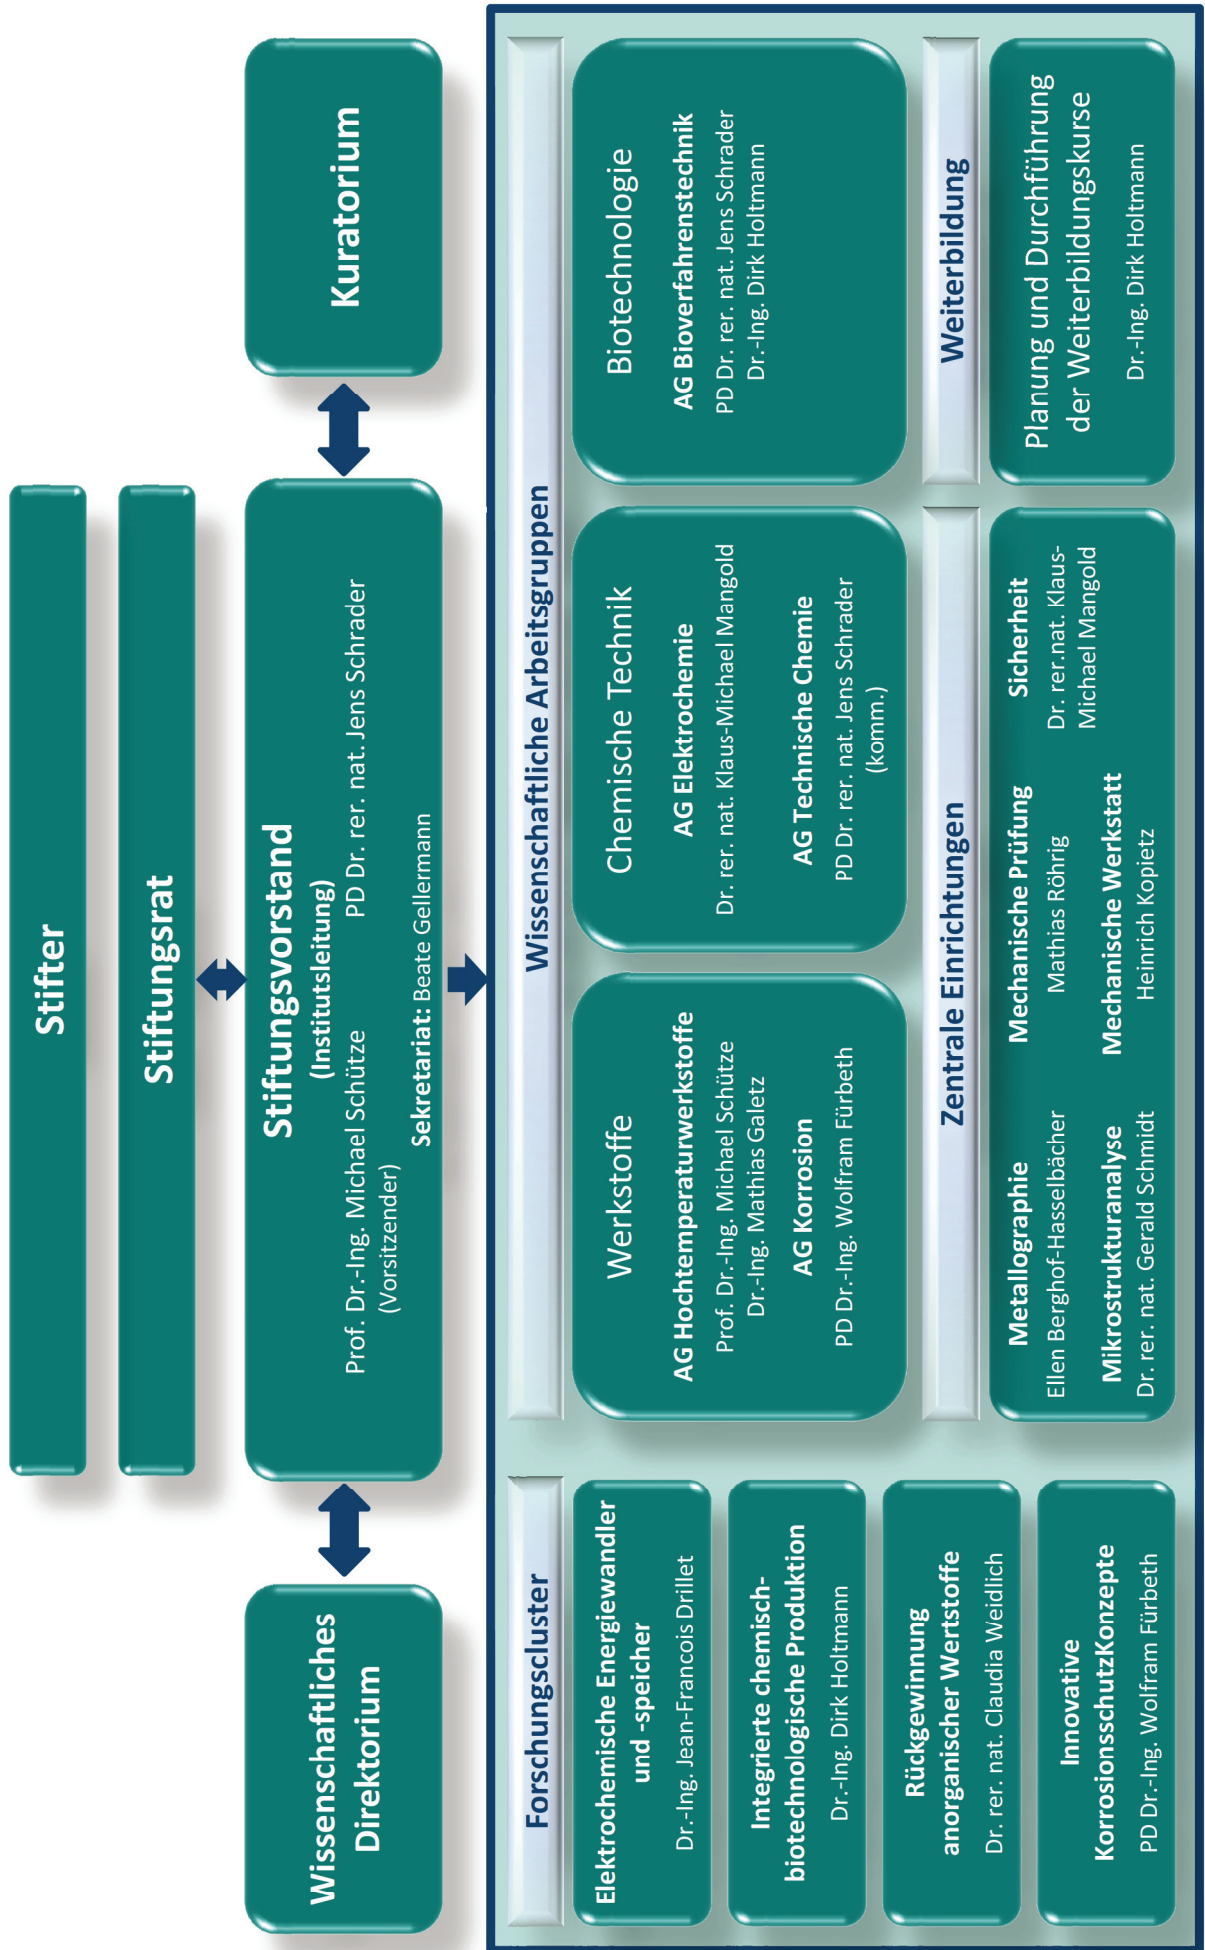 Stifter
Stiftungsrat
Wissenschaftliches
Direktorium
Stiftungsvorstand
(Institutsleitung)
Prof. Dr.-Ing. Michael Schütze
(Vorsitzender)
PD Dr. rer. nat. Jens Schrader
Sekretariat: Beate Gellermann
Kuratorium
Forschungscluster
Elektrochemische Energiewandler
und -speicher
Dr.-Ing. Jean-Francois Drillet
Integrierte chemisch-
biotechnologische Produktion
Dr.-Ing. Dirk Holtmann
Rückgewinnung
anorganischer Wertstoffe
Dr. rer. nat. Claudia Weidlich
Innovative
KorrosionsschutzKonzepte
PD Dr.-Ing. Wolfram Fürbeth
Wissenschaftliche Arbeitsgruppen
Werkstoffe
AG Hochtemperaturwerkstoffe
Prof. Dr.-Ing. Michael Schütze
Dr.-Ing. Mathias Galetz
AG Korrosion
PD Dr.-Ing. Wolfram Fürbeth
Chemische Technik
AG Elektrochemie
Dr. rer. nat. Klaus-Michael Mangold
AG Technische Chemie
PD Dr. rer. nat. Jens Schrader
(komm.)
Biotechnologie
AG Bioverfahrenstechnik
PD Dr. rer. nat. Jens Schrader
Dr.-Ing. Dirk Holtmann
Zentrale Einrichtungen
Metallographie
Ellen Berghof-Hasselbächer
Mikrostrukturanalyse
Dr. rer. nat. Gerald Schmidt
Mechanische Prüfung
Mathias Röhrig
Mechanische Werkstatt
Heinrich Kopietz
Sicherheit
Dr. rer.nat. Klaus-
Michael Mangold
Weiterbildung
Planung und Durchführung
der Weiterbildungskurse
Dr.-Ing. Dirk Holtmann